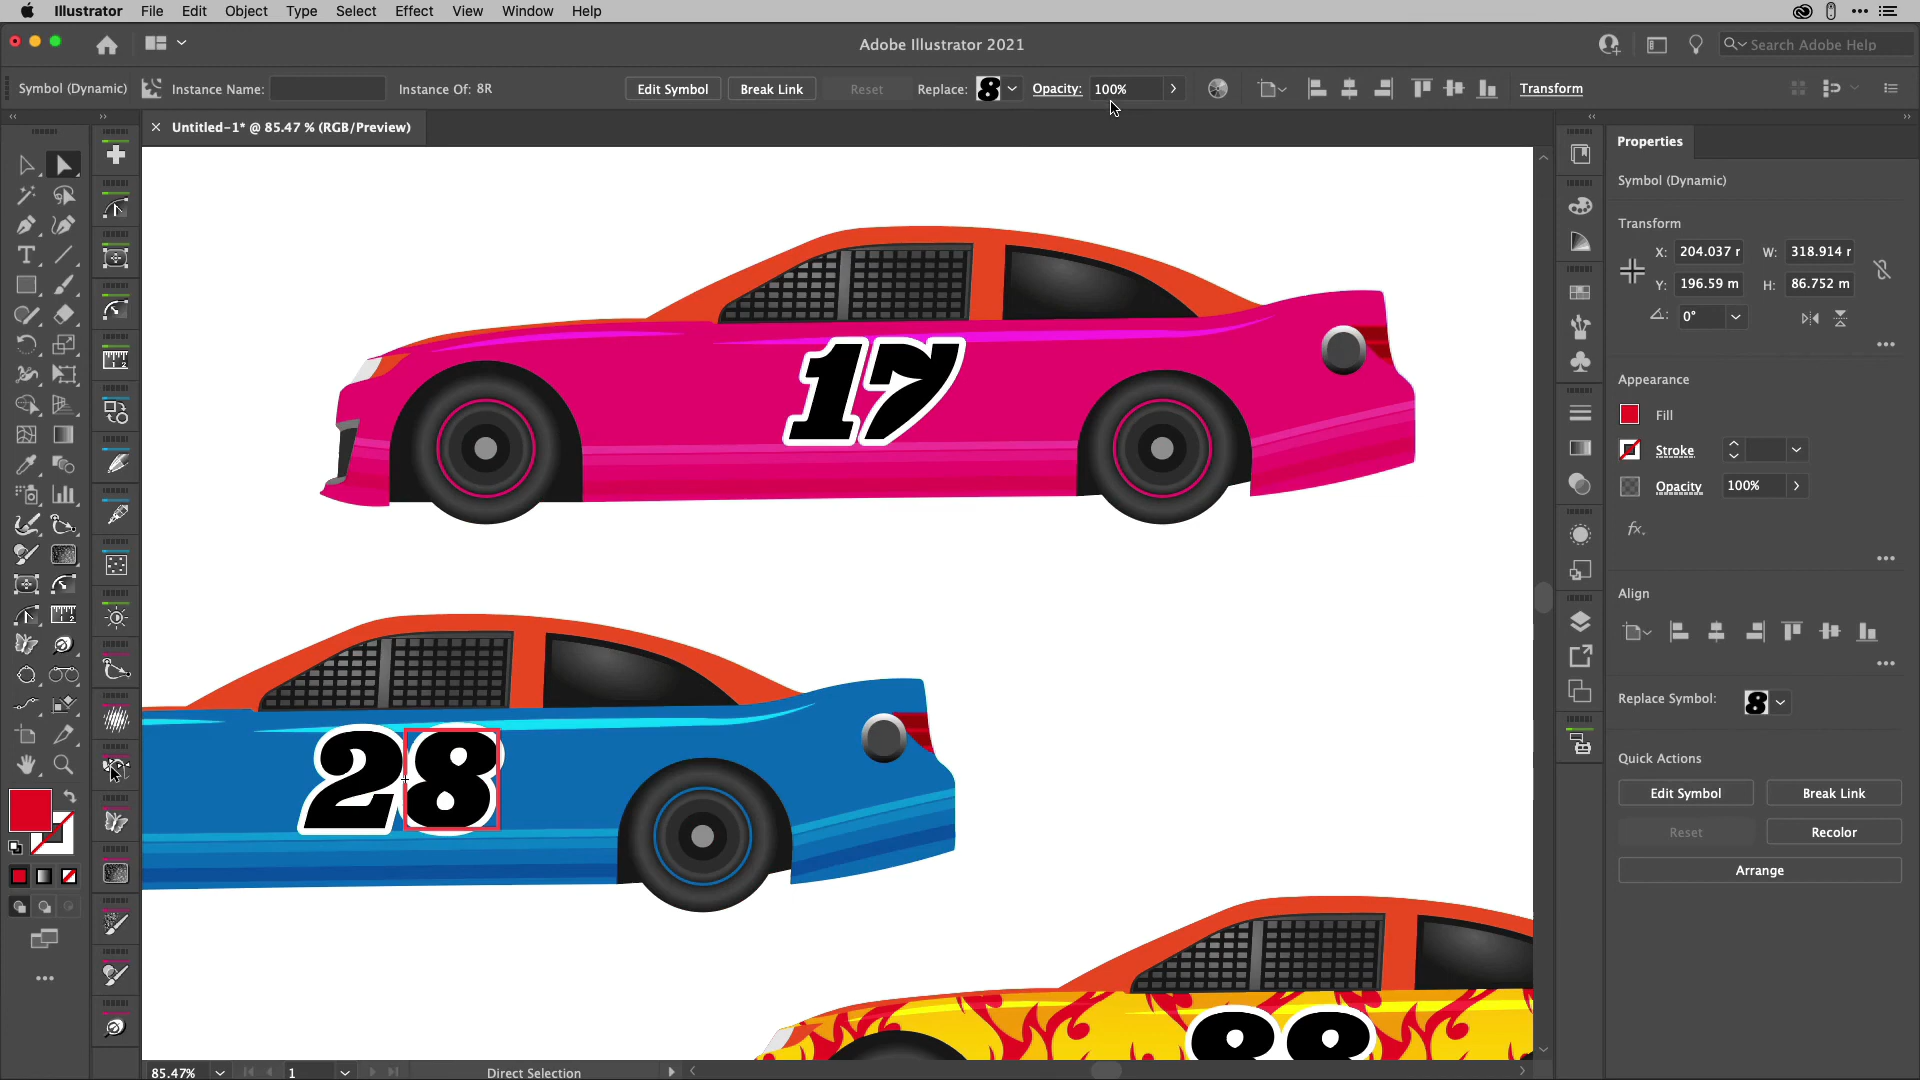 Illustrator File Edit Object Type Select Effect View Window Help
Adobe Illustrator 2021
Search Adobe Help
Symbol (Dynamic) Instance Name: Instance Of: 8R Edit Symbol Break Link Reset Replace: 8 Opacity: 100% Transform
Untitled-1* @ 85.47 % (RGB/Preview)
Properties
Symbol (Dynamic)
Transform
X: 204.037 r W: 318.914 r
Y: 196.59 m H: 86.752 m
0°
Appearance
Fill
Stroke
Opacity 100%
fx.
Align
Replace Symbol: 8
Quick Actions
Edit Symbol Break Link
Reset Recolor
Arrange
17
28
88
85.47% 1 Direct Selection